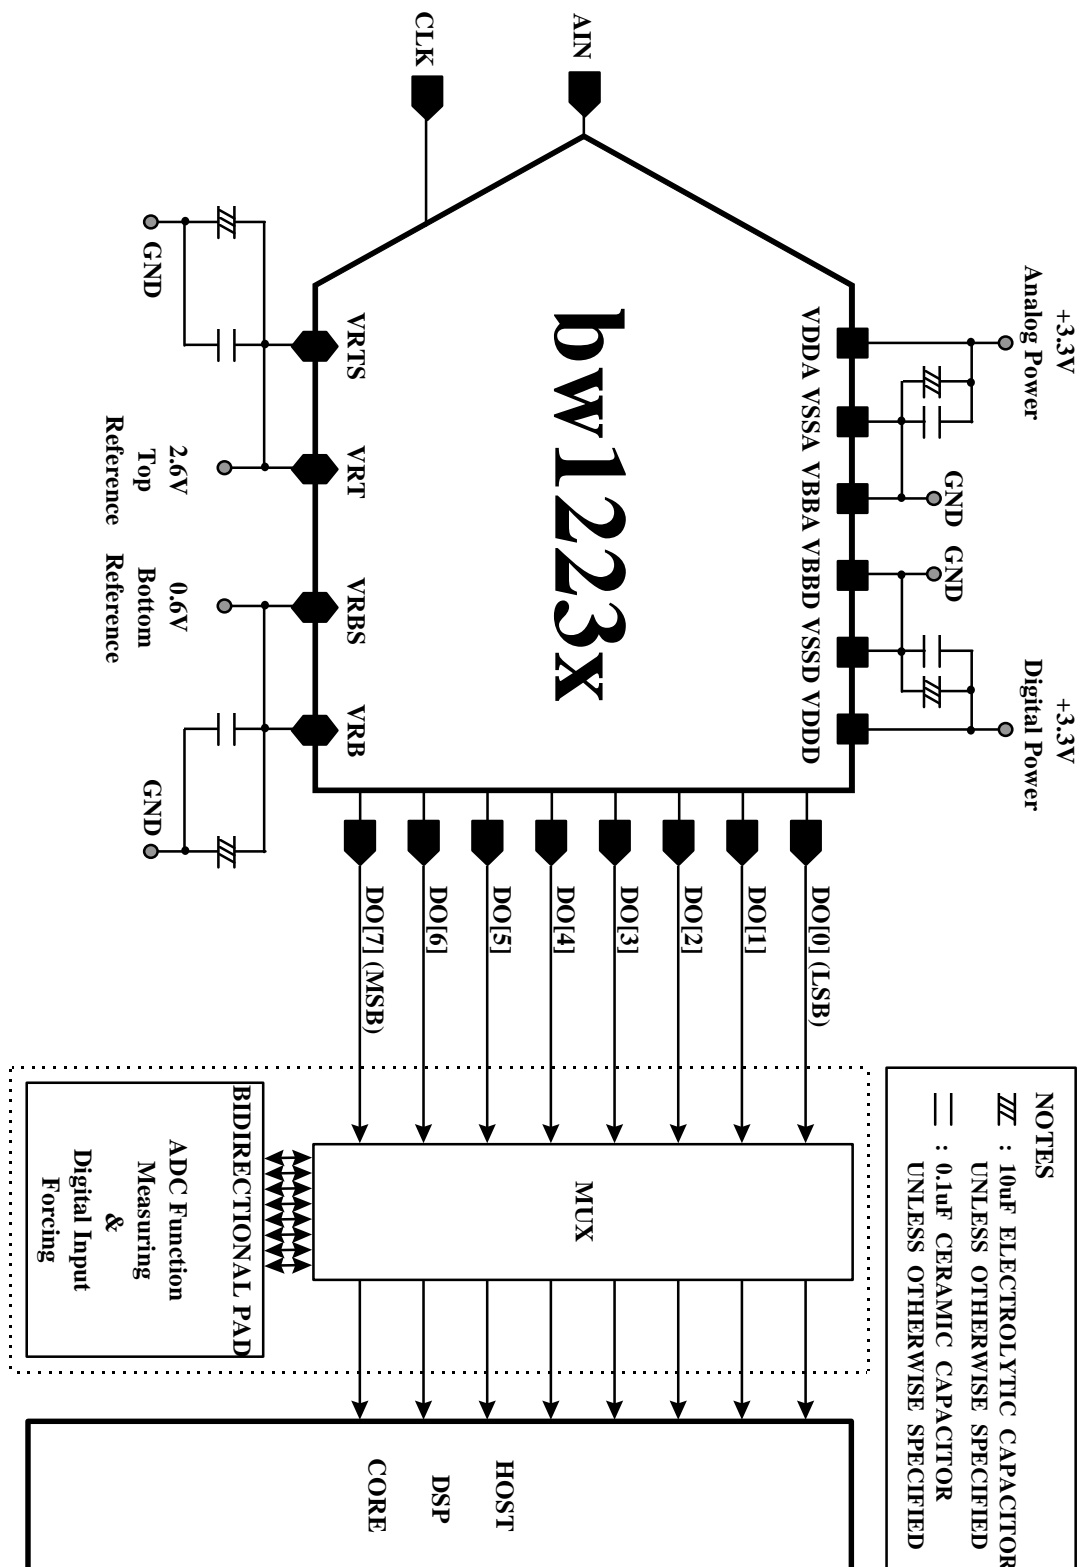 AIN
CLK
+3.3V
Analog Power
+3.3V
Digital Power
GND
GND
VDDA VSSA VBBA VBBD VSSD VDDD
bw1223x
VRTS
VRT
VRBS
VRB
GND
2.6V
Top
Reference
0.6V
Bottom
Reference
GND
DO[0] (LSB)
DO[1]
DO[2]
DO[3]
DO[4]
DO[5]
DO[6]
DO[7] (MSB)
NOTES
: 10uF ELECTROLYTIC CAPACITOR
UNLESS OTHERWISE SPECIFIED
: 0.1uF CERAMIC CAPACITOR
UNLESS OTHERWISE SPECIFIED
MUX
BIDIRECTIONAL PAD
ADC Function
Measuring
&
Digital Input
Forcing
HOST
DSP
CORE